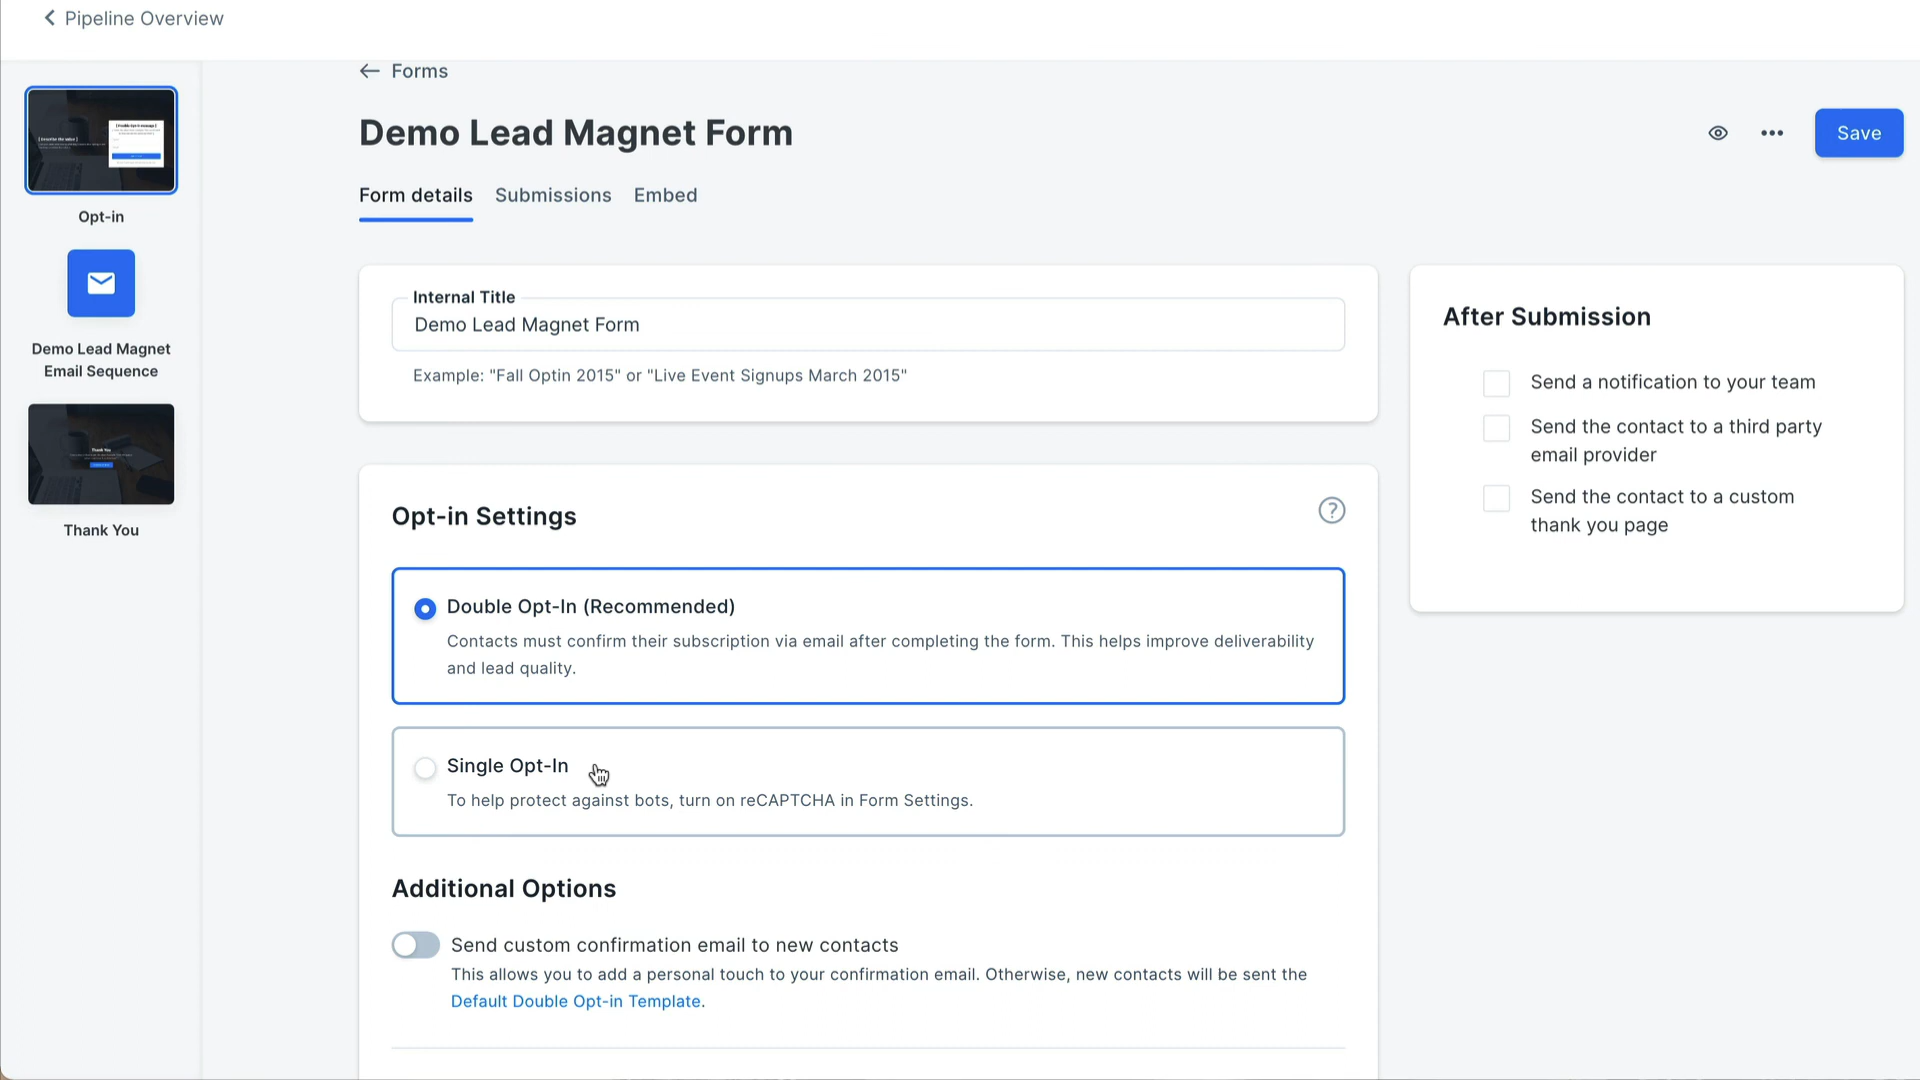 Pipeline Overview
Opt-in
Demo Lead Magnet
Email Sequence
Thank You
Thank You
Forms
Demo Lead Magnet Form
Save
Form details
Submissions
Embed
Internal Title
Demo Lead Magnet Form
Example: "Fall Optin 2015" or "Live Event Signups March 2015"
Opt-in Settings
?
Double Opt-In (Recommended)
Contacts must confirm their subscription via email after completing the form. This helps improve deliverability
and lead quality.
Single Opt-In
To help protect against bots, turn on reCAPTCHA in Form Settings.
Additional Options
Send custom confirmation email to new contacts
This allows you to add a personal touch to your confirmation email. Otherwise, new contacts will be sent the
Default Double Opt-in Template.
After Submission
Send a notification to your team
Send the contact to a third party
email provider
Send the contact to a custom
thank you page